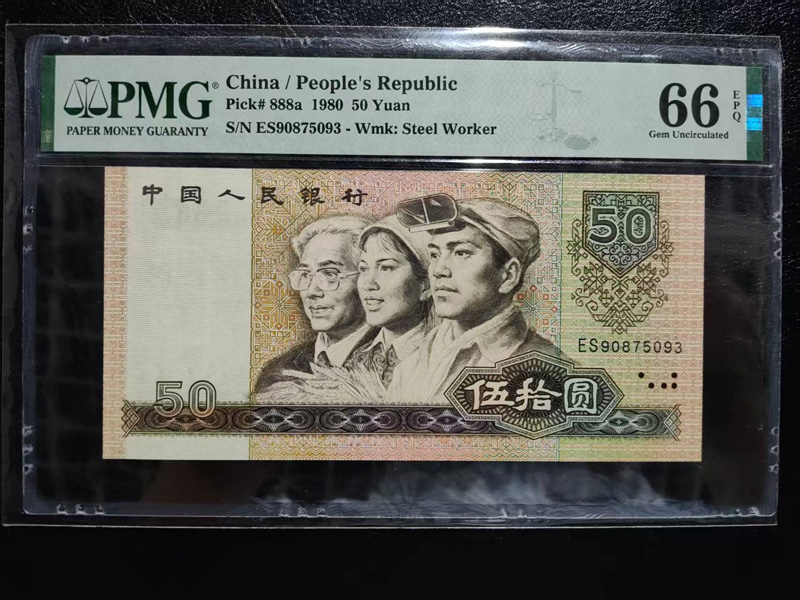 PMG®
PAPER MONEY GUARANTY
China / People's Republic
Pick# 888a 1980 50 Yuan
S/N ES90875093 - Wmk: Steel Worker
66
EPQ
Gem Uncirculated
中国人民银行
50
ES90875093
50
伍拾圆